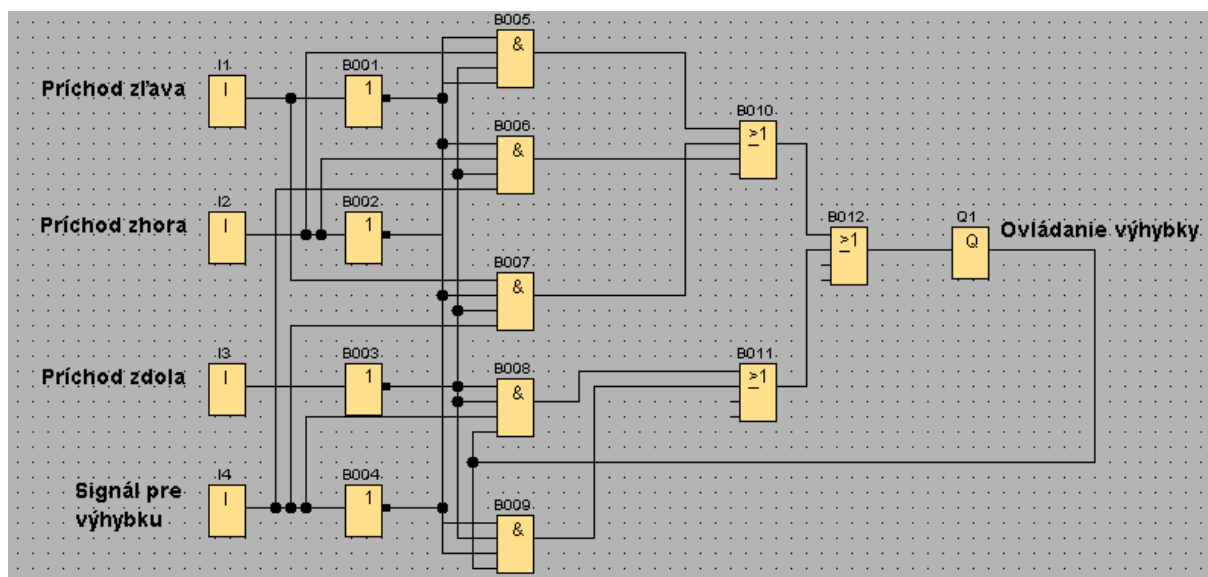 B005
&
I1
Príchod zľava
I
B001
1
B006
&
B010
>1
I2
Príchod zhora
I
B002
1
B012
>1
Q1
Q
Ovládanie výhybky
B007
&
I3
Príchod zdola
I
B003
1
B008
&
B011
>1
I4
Signál pre
výhybku
I
B004
1
B009
&